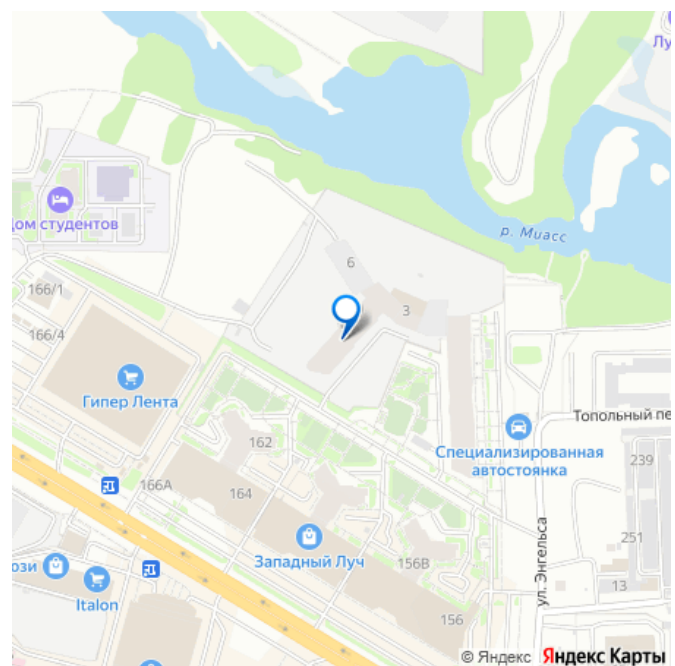 Лу
р. Миасс
Дом студентов
6
3
166/1
166/4
Гипер Лента
Топольный пе
Специализированная
автостоянка
239
162
166А
164
251
ул. Энгельса
Западный Луч
156В
13
юзи
Italon
156
© Яндекс Яндекс Карты